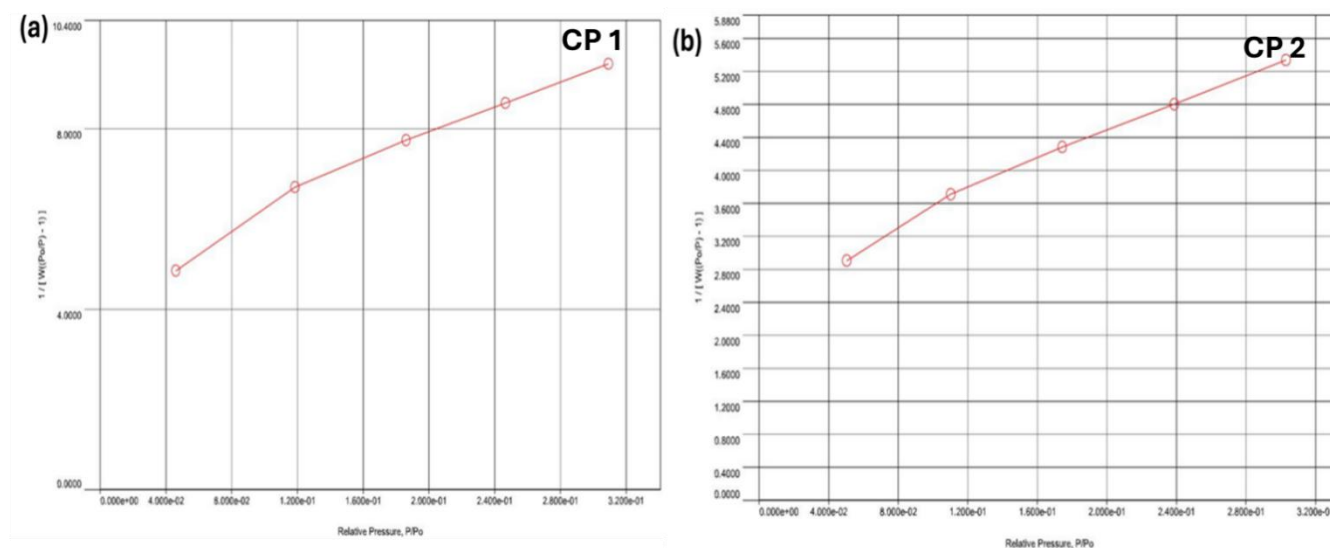 (a)
CP 1
10.4000
8.0000
4.0000
0.0000
1 / [ W((Po/P) - 1) ]
0.000e+00 4.000e-02 8.000e-02 1.200e-01 1.600e-01 2.000e-01 2.400e-01 2.800e-01 3.200e-01
Relative Pressure, P/Po
(b)
CP 2
5.8800
5.6000
5.2000
4.8000
4.4000
4.0000
3.6000
3.2000
2.8000
2.4000
2.0000
1.6000
1.2000
0.8000
0.4000
0.0000
1 / [ W((Po/P) - 1) ]
0.000e+00 4.000e-02 8.000e-02 1.200e-01 1.600e-01 2.000e-01 2.400e-01 2.800e-01 3.200e-01
Relative Pressure, P/Po